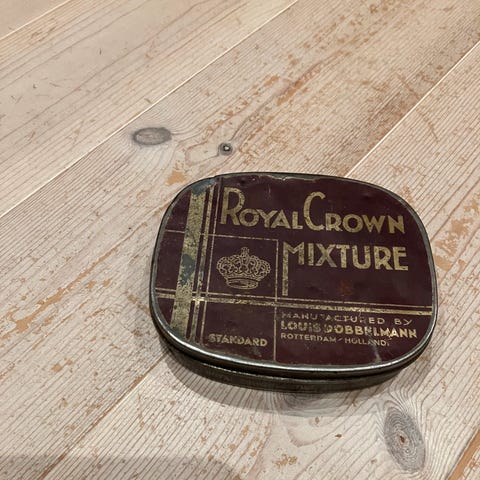 ROYAL CROWN
MIXTURE
MANUFACTURED BY
LOUIS DOBBELMANN
ROTTERDAM-HOLLAND.
STANDARD